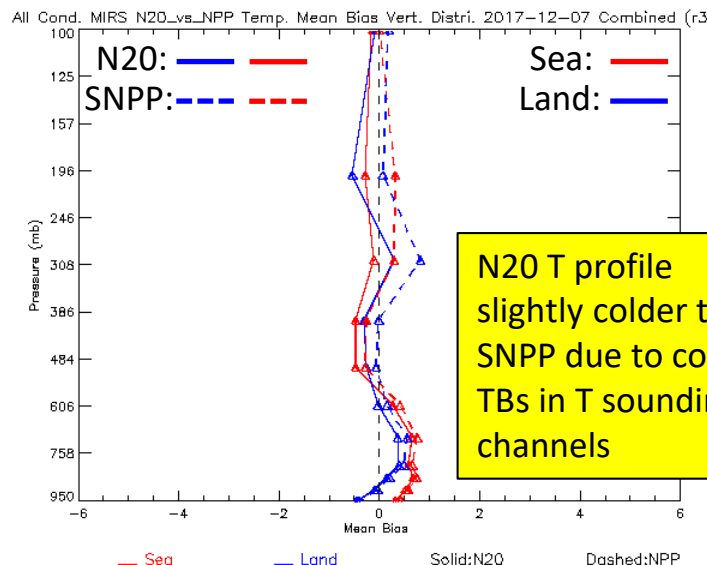 All Cond. MIRS N20_vs_NPP Temp. Mean Bias Vert. Distri. 2017-12-07 Combined (r3
N20:
SNPP:
Sea:
Land:
100
125
157
196
246
308
386
484
606
758
950
Pressure (mb)
N20 T profile
slightly colder t
SNPP due to co
TBs in T soundin
channels
-6
-4
-2
0
2
4
6
Mean Bias
Sea
Land
Solid:N20
Dashed:NPP